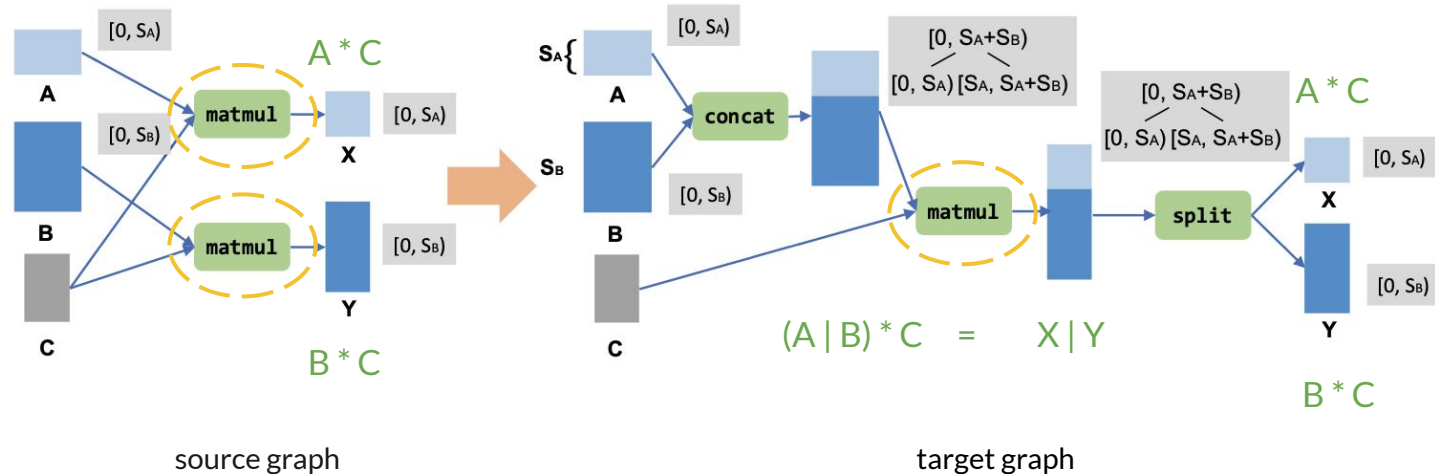 [0, SA)
A * C
A
matmul
[0, SA)
X
[0, SB)
B
matmul
[0, SB)
Y
C
B * C
source graph
[0, SA)
SA{
A
concat
[0, SA+SB)
[0, SA) [SA, SA+SB)
SB
[0, SB)
B
matmul
[0, SA+SB)
[0, SA) [SA, SA+SB)
A * C
split
[0, SA)
X
[0, SB)
Y
C
(A | B) * C = X | Y
B * C
target graph